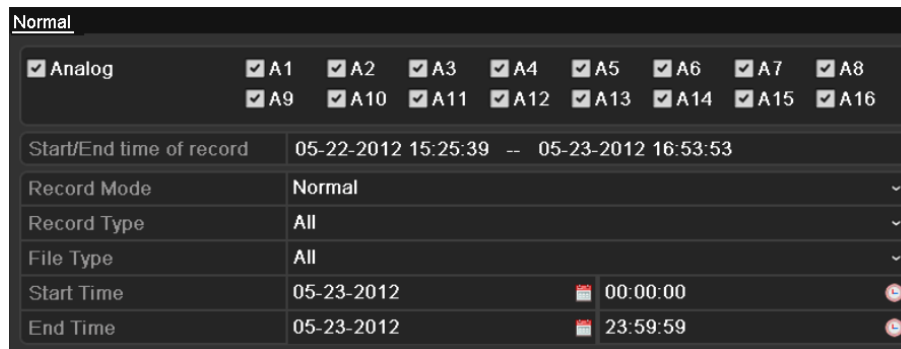 Normal
Analog A1 A2 A3 A4 A5 A6 A7 A8
A9 A10 A11 A12 A13 A14 A15 A16
Start/End time of record 05-22-2012 15:25:39 -- 05-23-2012 16:53:53
Record Mode Normal
Record Type All
File Type All
Start Time 05-23-2012 00:00:00
End Time 05-23-2012 23:59:59